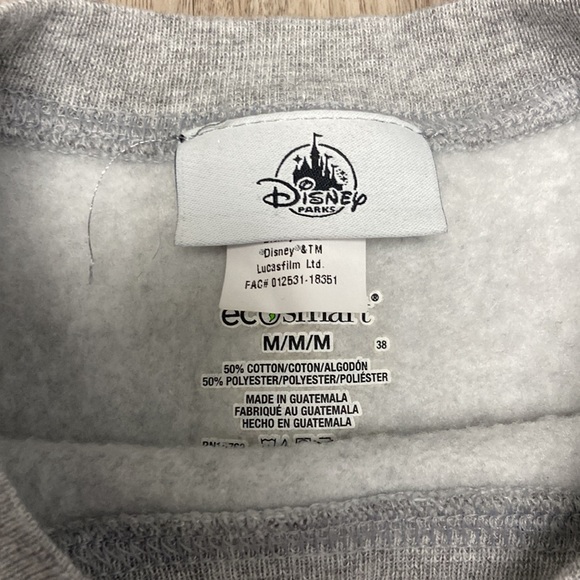 Disney
PARKS
Disney®&TM
Lucasfilm Ltd.
FAC# 012531-18351
ecosmart®
M/M/M 38
50% COTTON/COTON/ALGODÓN
50% POLYESTER/POLYESTER/POLIÉSTER
MADE IN GUATEMALA
FABRIQUÉ AU GUATEMALA
HECHO EN GUATEMALA